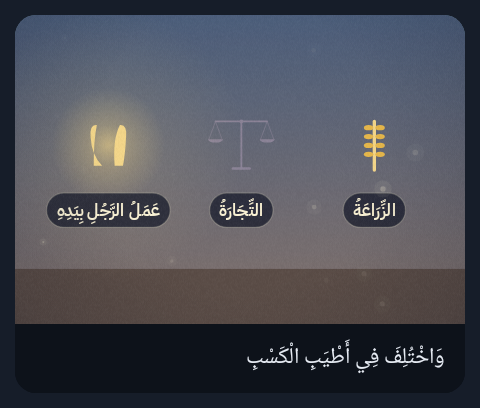 الزِّرَاعَةُ
التِّجَارَةُ
عَمَلُ الرَّجُلِ بِيَدِهِ
وَاخْتُلِفَ فِي أَطْيَبِ الْكَسْبِ